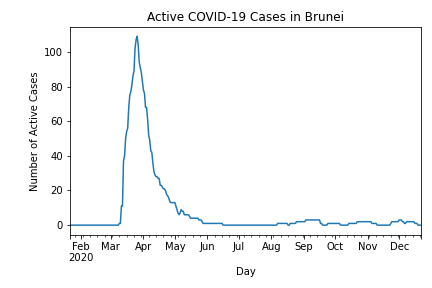 Active COVID-19 Cases in Brunei
Number of Active Cases
100
80
60
40
20
0
Feb Mar Apr May Jun Jul Aug Sep Oct Nov Dec
2020
Day